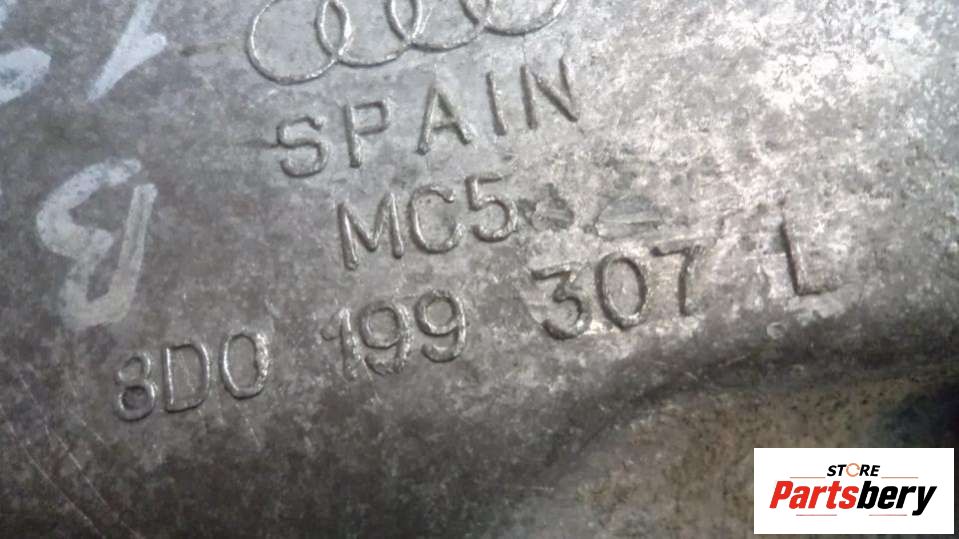 SPAIN
MC5
8D0 199 307 L
STORE
Partsbery